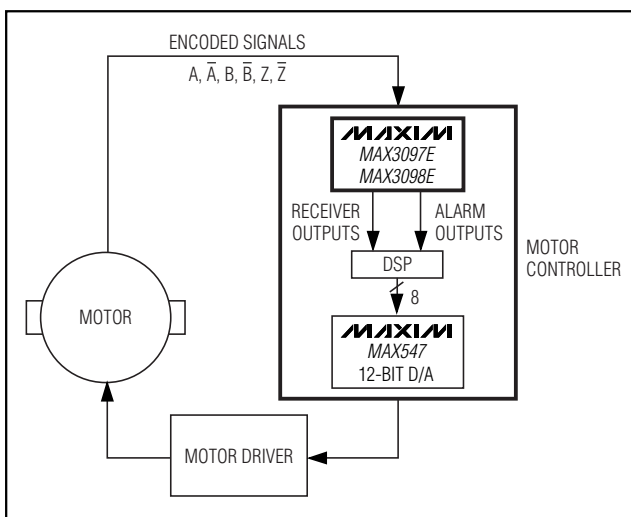 ENCODED SIGNALS
A, A̅, B, B̅, Z, Z̅
MAXIM
MAX3097E
MAX3098E
RECEIVER
OUTPUTS
ALARM
OUTPUTS
MOTOR
CONTROLLER
DSP
8
MOTOR
MAXIM
MAX547
12-BIT D/A
MOTOR DRIVER